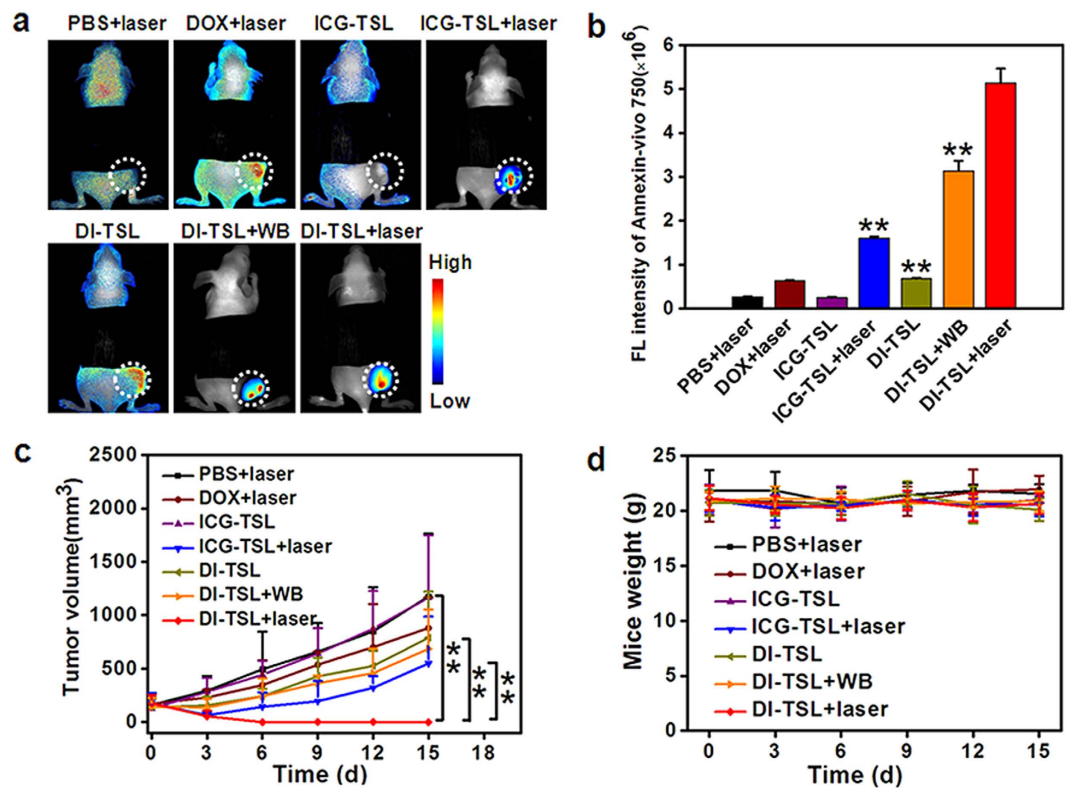 a
PBS+laser DOX+laser ICG-TSL ICG-TSL+laser
DI-TSL DI-TSL+WB DI-TSL+laser
High
Low
b
FL intensity of Annexin-vivo 750(×10⁶)
6
5
4
3
2
1
0
**
**
**
PBS+laser
DOX+laser
ICG-TSL
ICG-TSL+laser
DI-TSL
DI-TSL+WB
DI-TSL+laser
c
Tumor volume(mm³)
2500
2000
1500
1000
500
0
PBS+laser
DOX+laser
ICG-TSL
ICG-TSL+laser
DI-TSL
DI-TSL+WB
DI-TSL+laser
**
**
**
0 3 6 9 12 15 18
Time (d)
d
Mice weight (g)
25
20
15
10
5
0
PBS+laser
DOX+laser
ICG-TSL
ICG-TSL+laser
DI-TSL
DI-TSL+WB
DI-TSL+laser
0 3 6 9 12 15
Time (d)